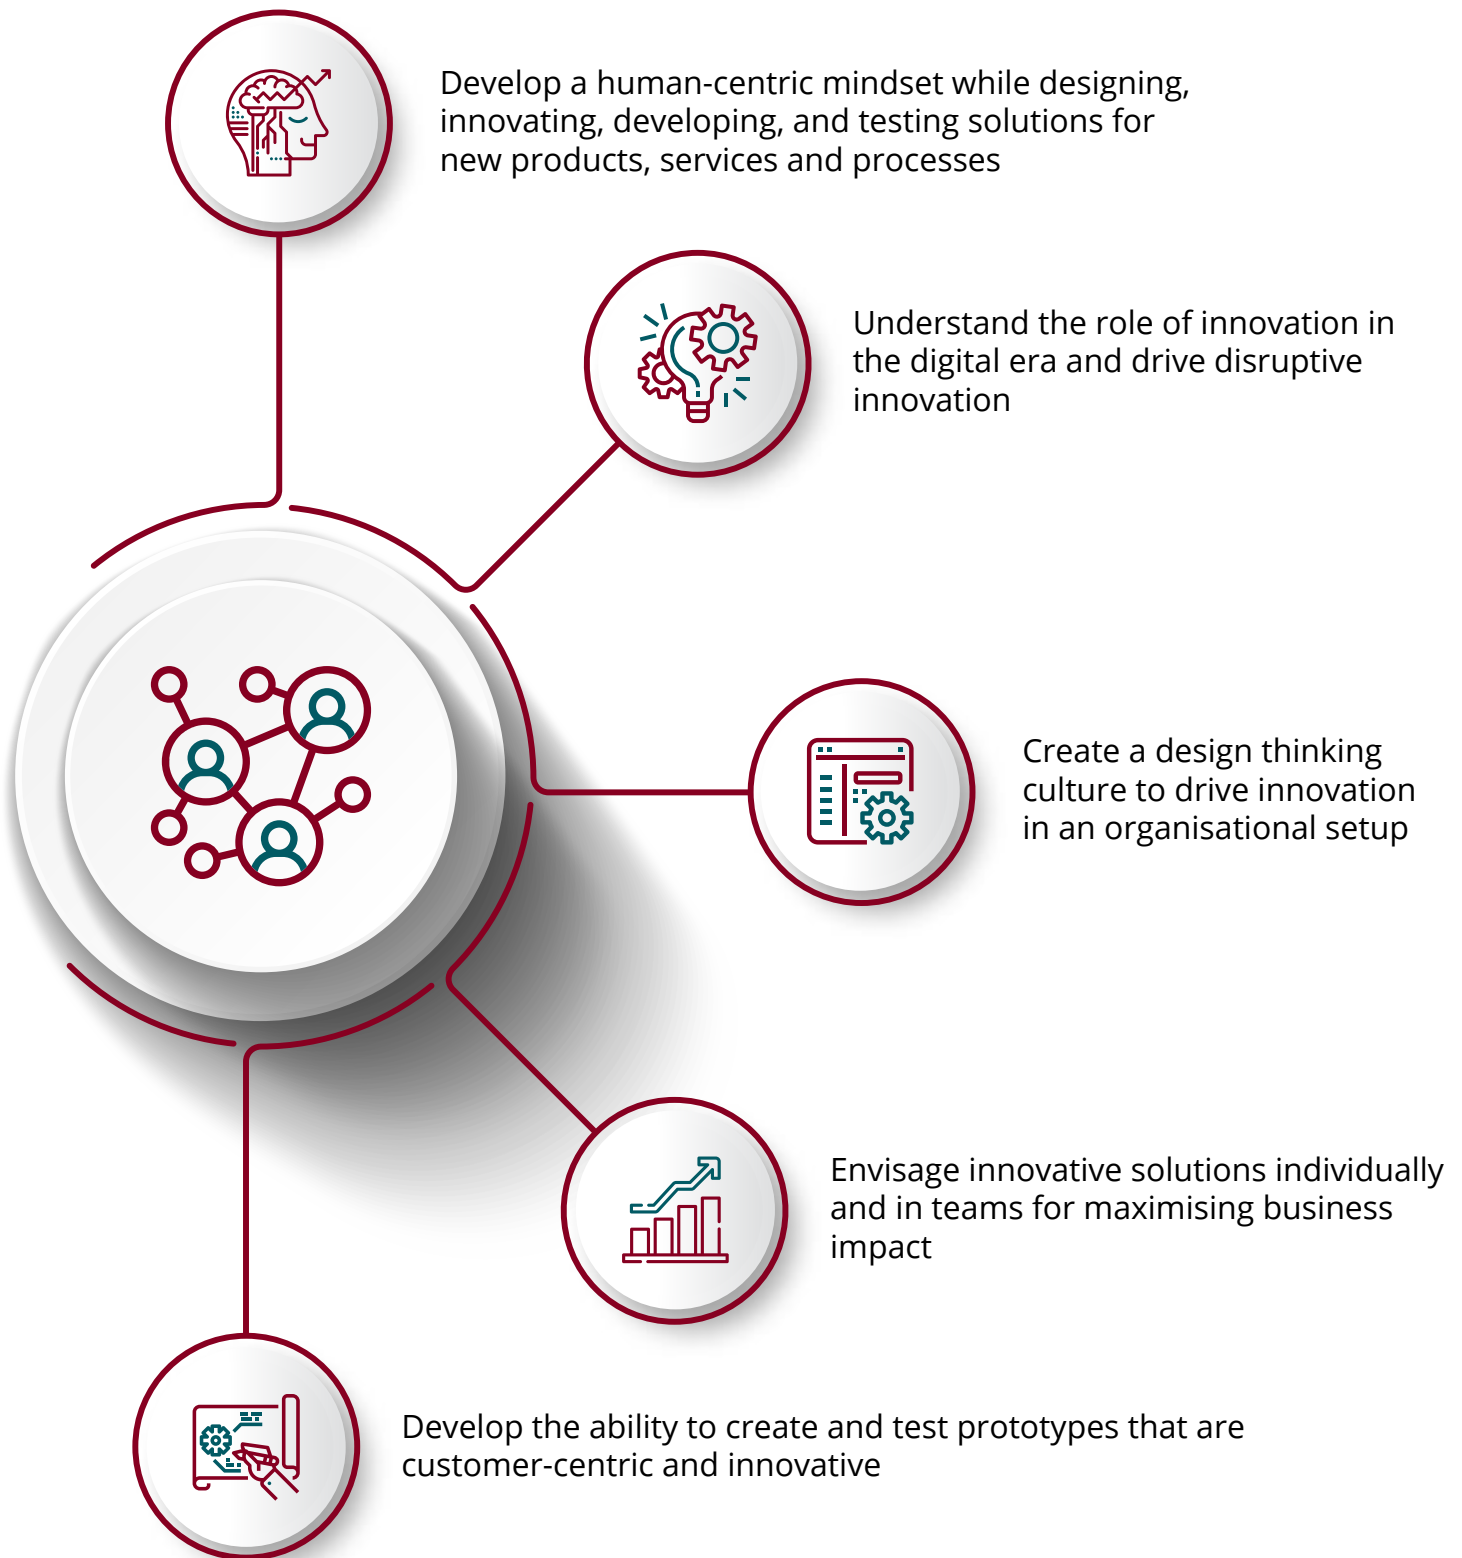 Develop a human-centric mindset while designing,
innovating, developing, and testing solutions for
new products, services and processes
Understand the role of innovation in
the digital era and drive disruptive
innovation
Create a design thinking
culture to drive innovation
in an organisational setup
Envisage innovative solutions individually
and in teams for maximising business
impact
Develop the ability to create and test prototypes that are
customer-centric and innovative